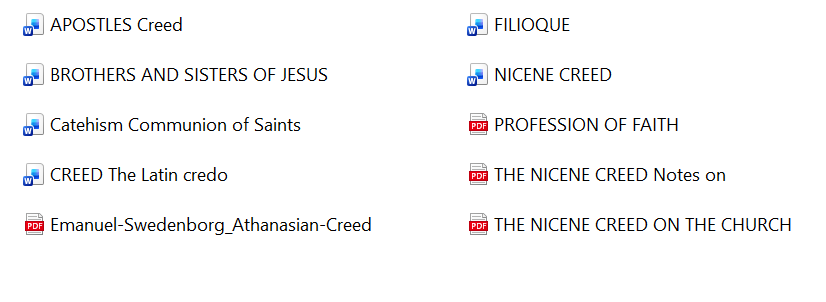 APOSTLES Creed
BROTHERS AND SISTERS OF JESUS
Catehism Communion of Saints
CREED The Latin credo
Emanuel-Swedenborg_Athanasian-Creed
FILIOQUE
NICENE CREED
PROFESSION OF FAITH
THE NICENE CREED Notes on
THE NICENE CREED ON THE CHURCH